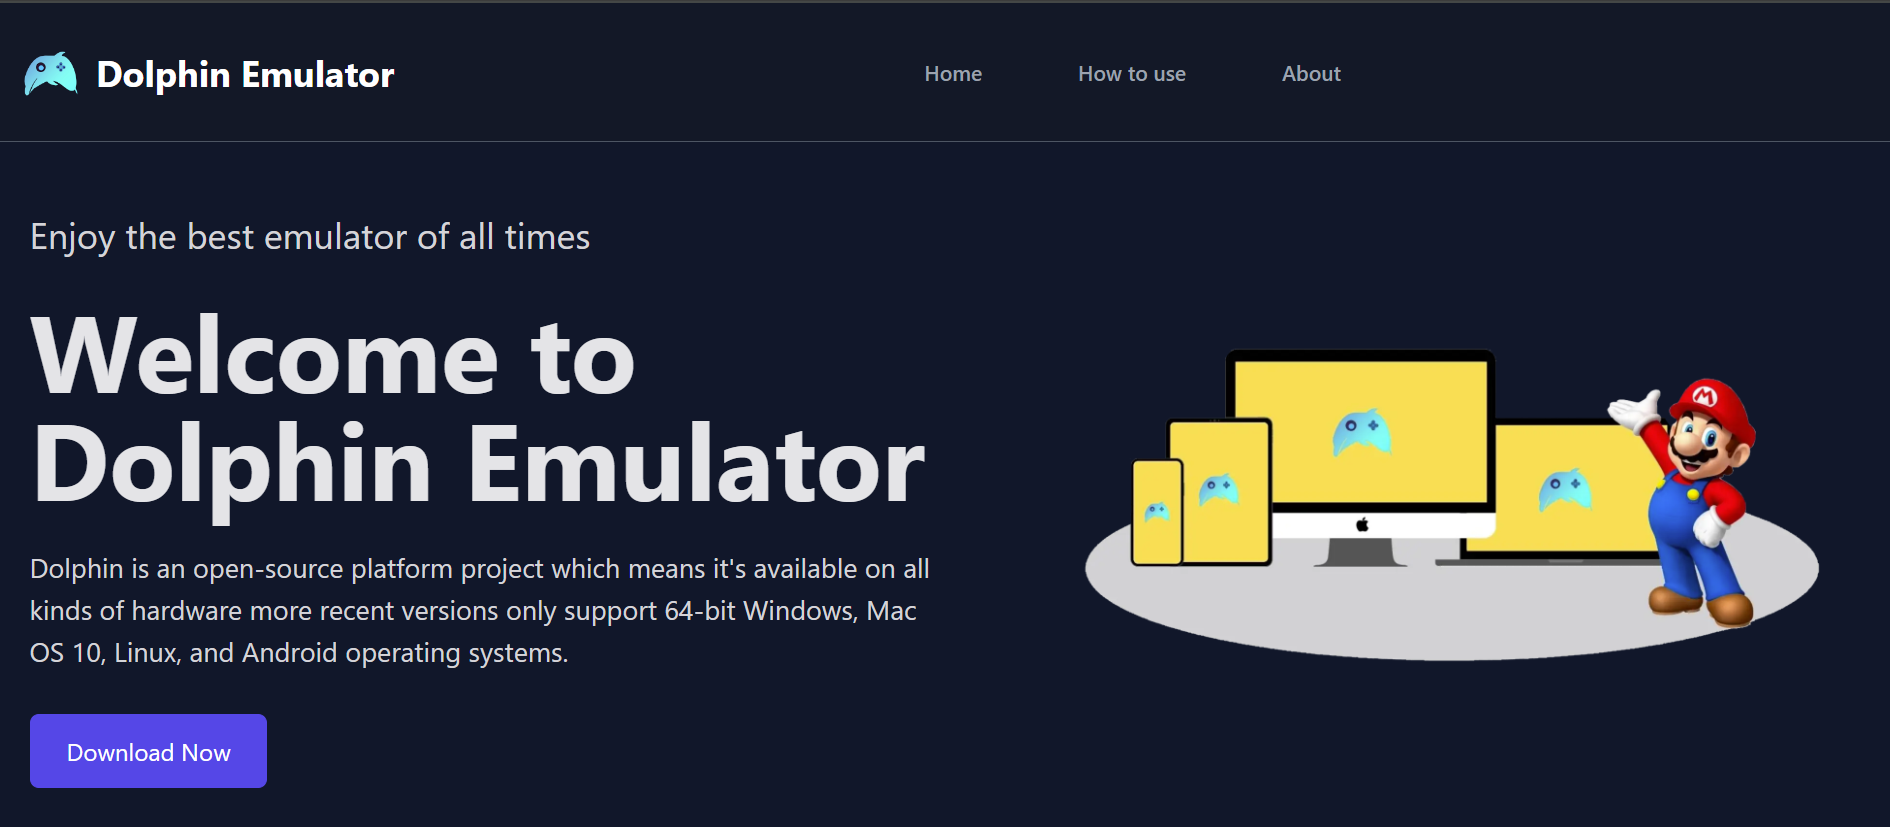 Dolphin Emulator
Home
How to use
About
Enjoy the best emulator of all times
Welcome to
Dolphin Emulator
Dolphin is an open-source platform project which means it's available on all
kinds of hardware more recent versions only support 64-bit Windows, Mac
OS 10, Linux, and Android operating systems.
Download Now
M